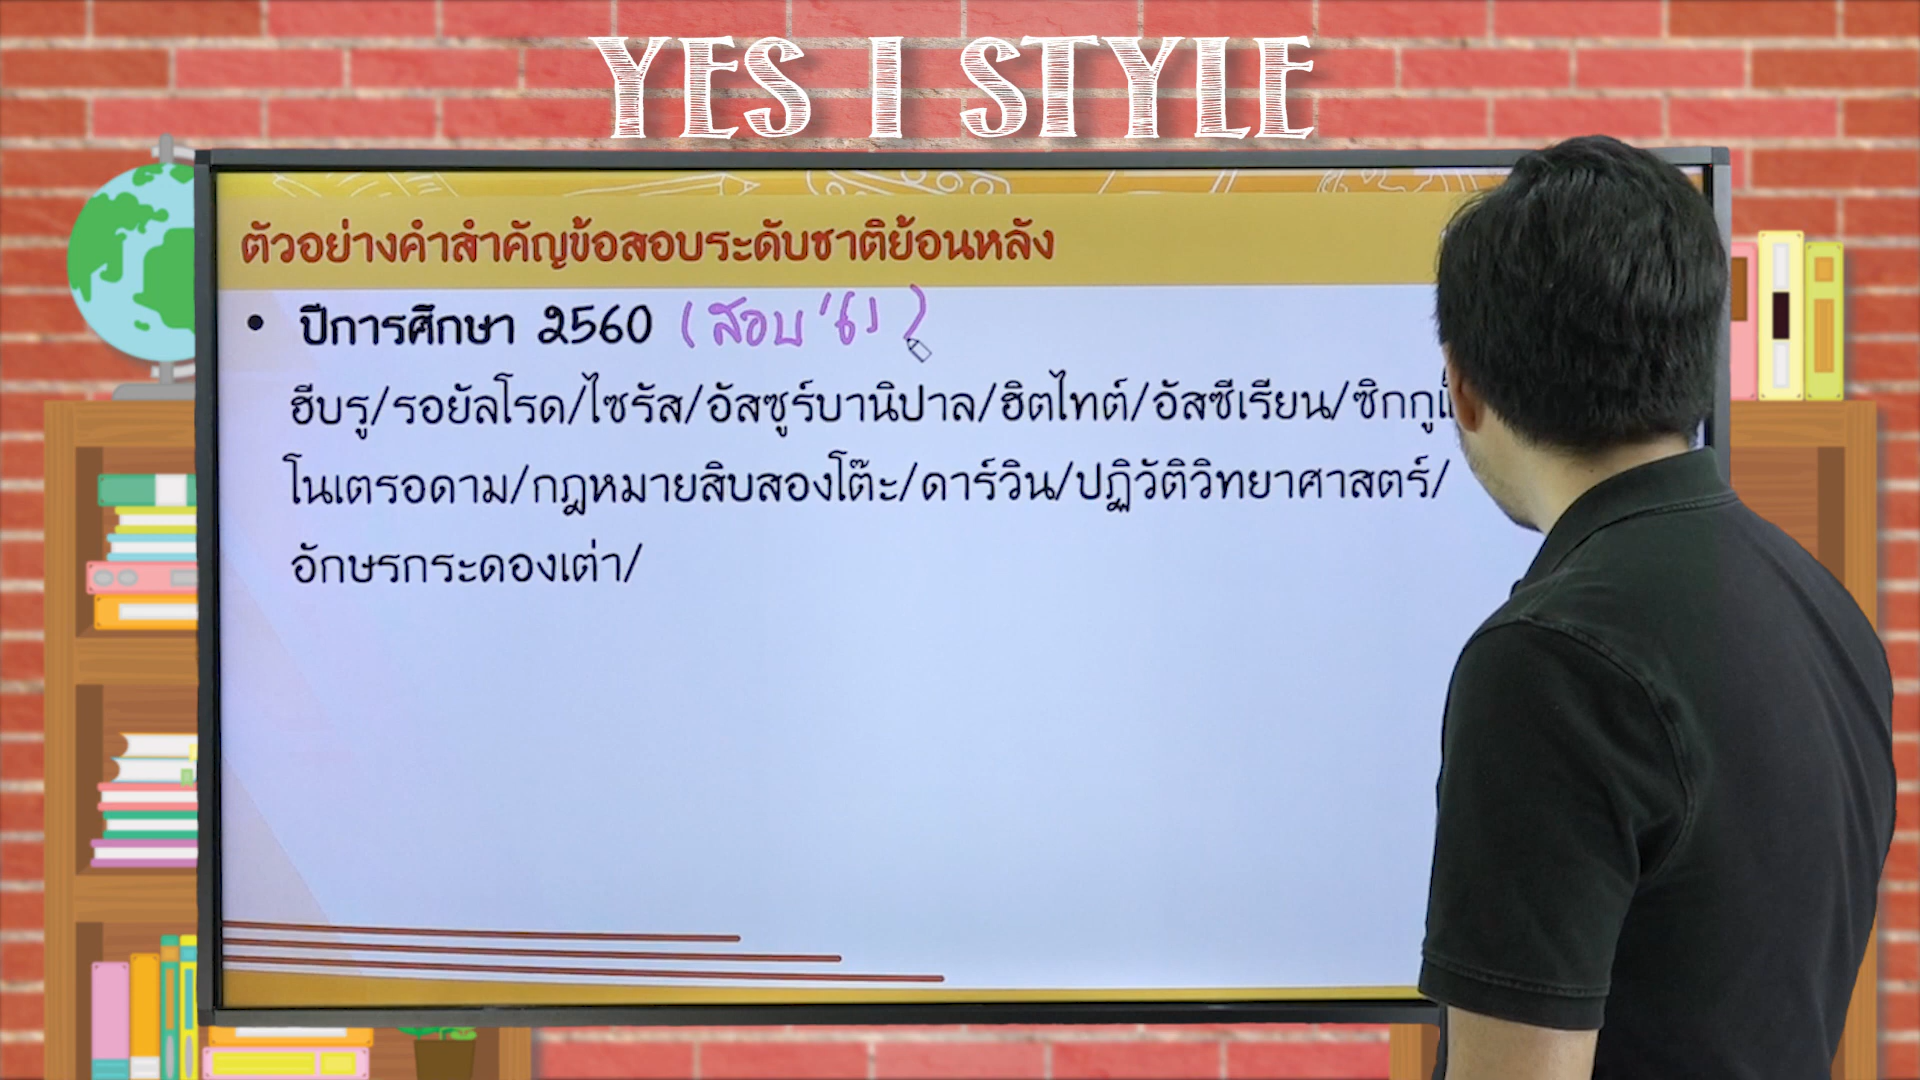 YES I STYLE
ตัวอย่างคำสำคัญข้อสอบระดับชาติย้อนหลัง
• ปีการศึกษา 2560 (สอบ '61)
ฮีบรู/รอยัลโรด/ไซรัส/อัสซูร์บานิปาล/ฮิตไทต์/อัสซีเรียน/
โนเตรอดาม/กฎหมายสิบสองโต๊ะ/ดาร์วิน/ปฏิวัติวิทยาศาสตร์/
อักษรกระดองเต่า/